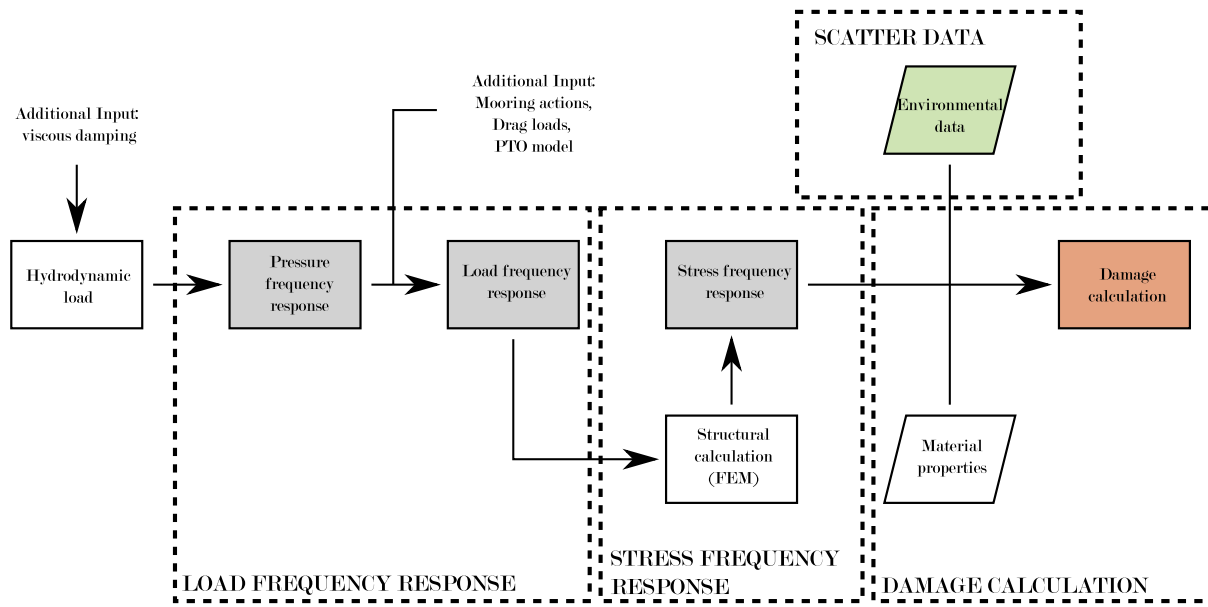 SCATTER DATA
Environmental
data
Additional Input:
Mooring actions,
Drag loads,
PTO model
Additional Input:
viscous damping
Hydrodynamic
load
Pressure
frequency
response
Load frequency
response
Stress frequency
response
Damage
calculation
Structural
calculation
(FEM)
Material
properties
LOAD FREQUENCY RESPONSE
STRESS FREQUENCY
RESPONSE
DAMAGE CALCULATION